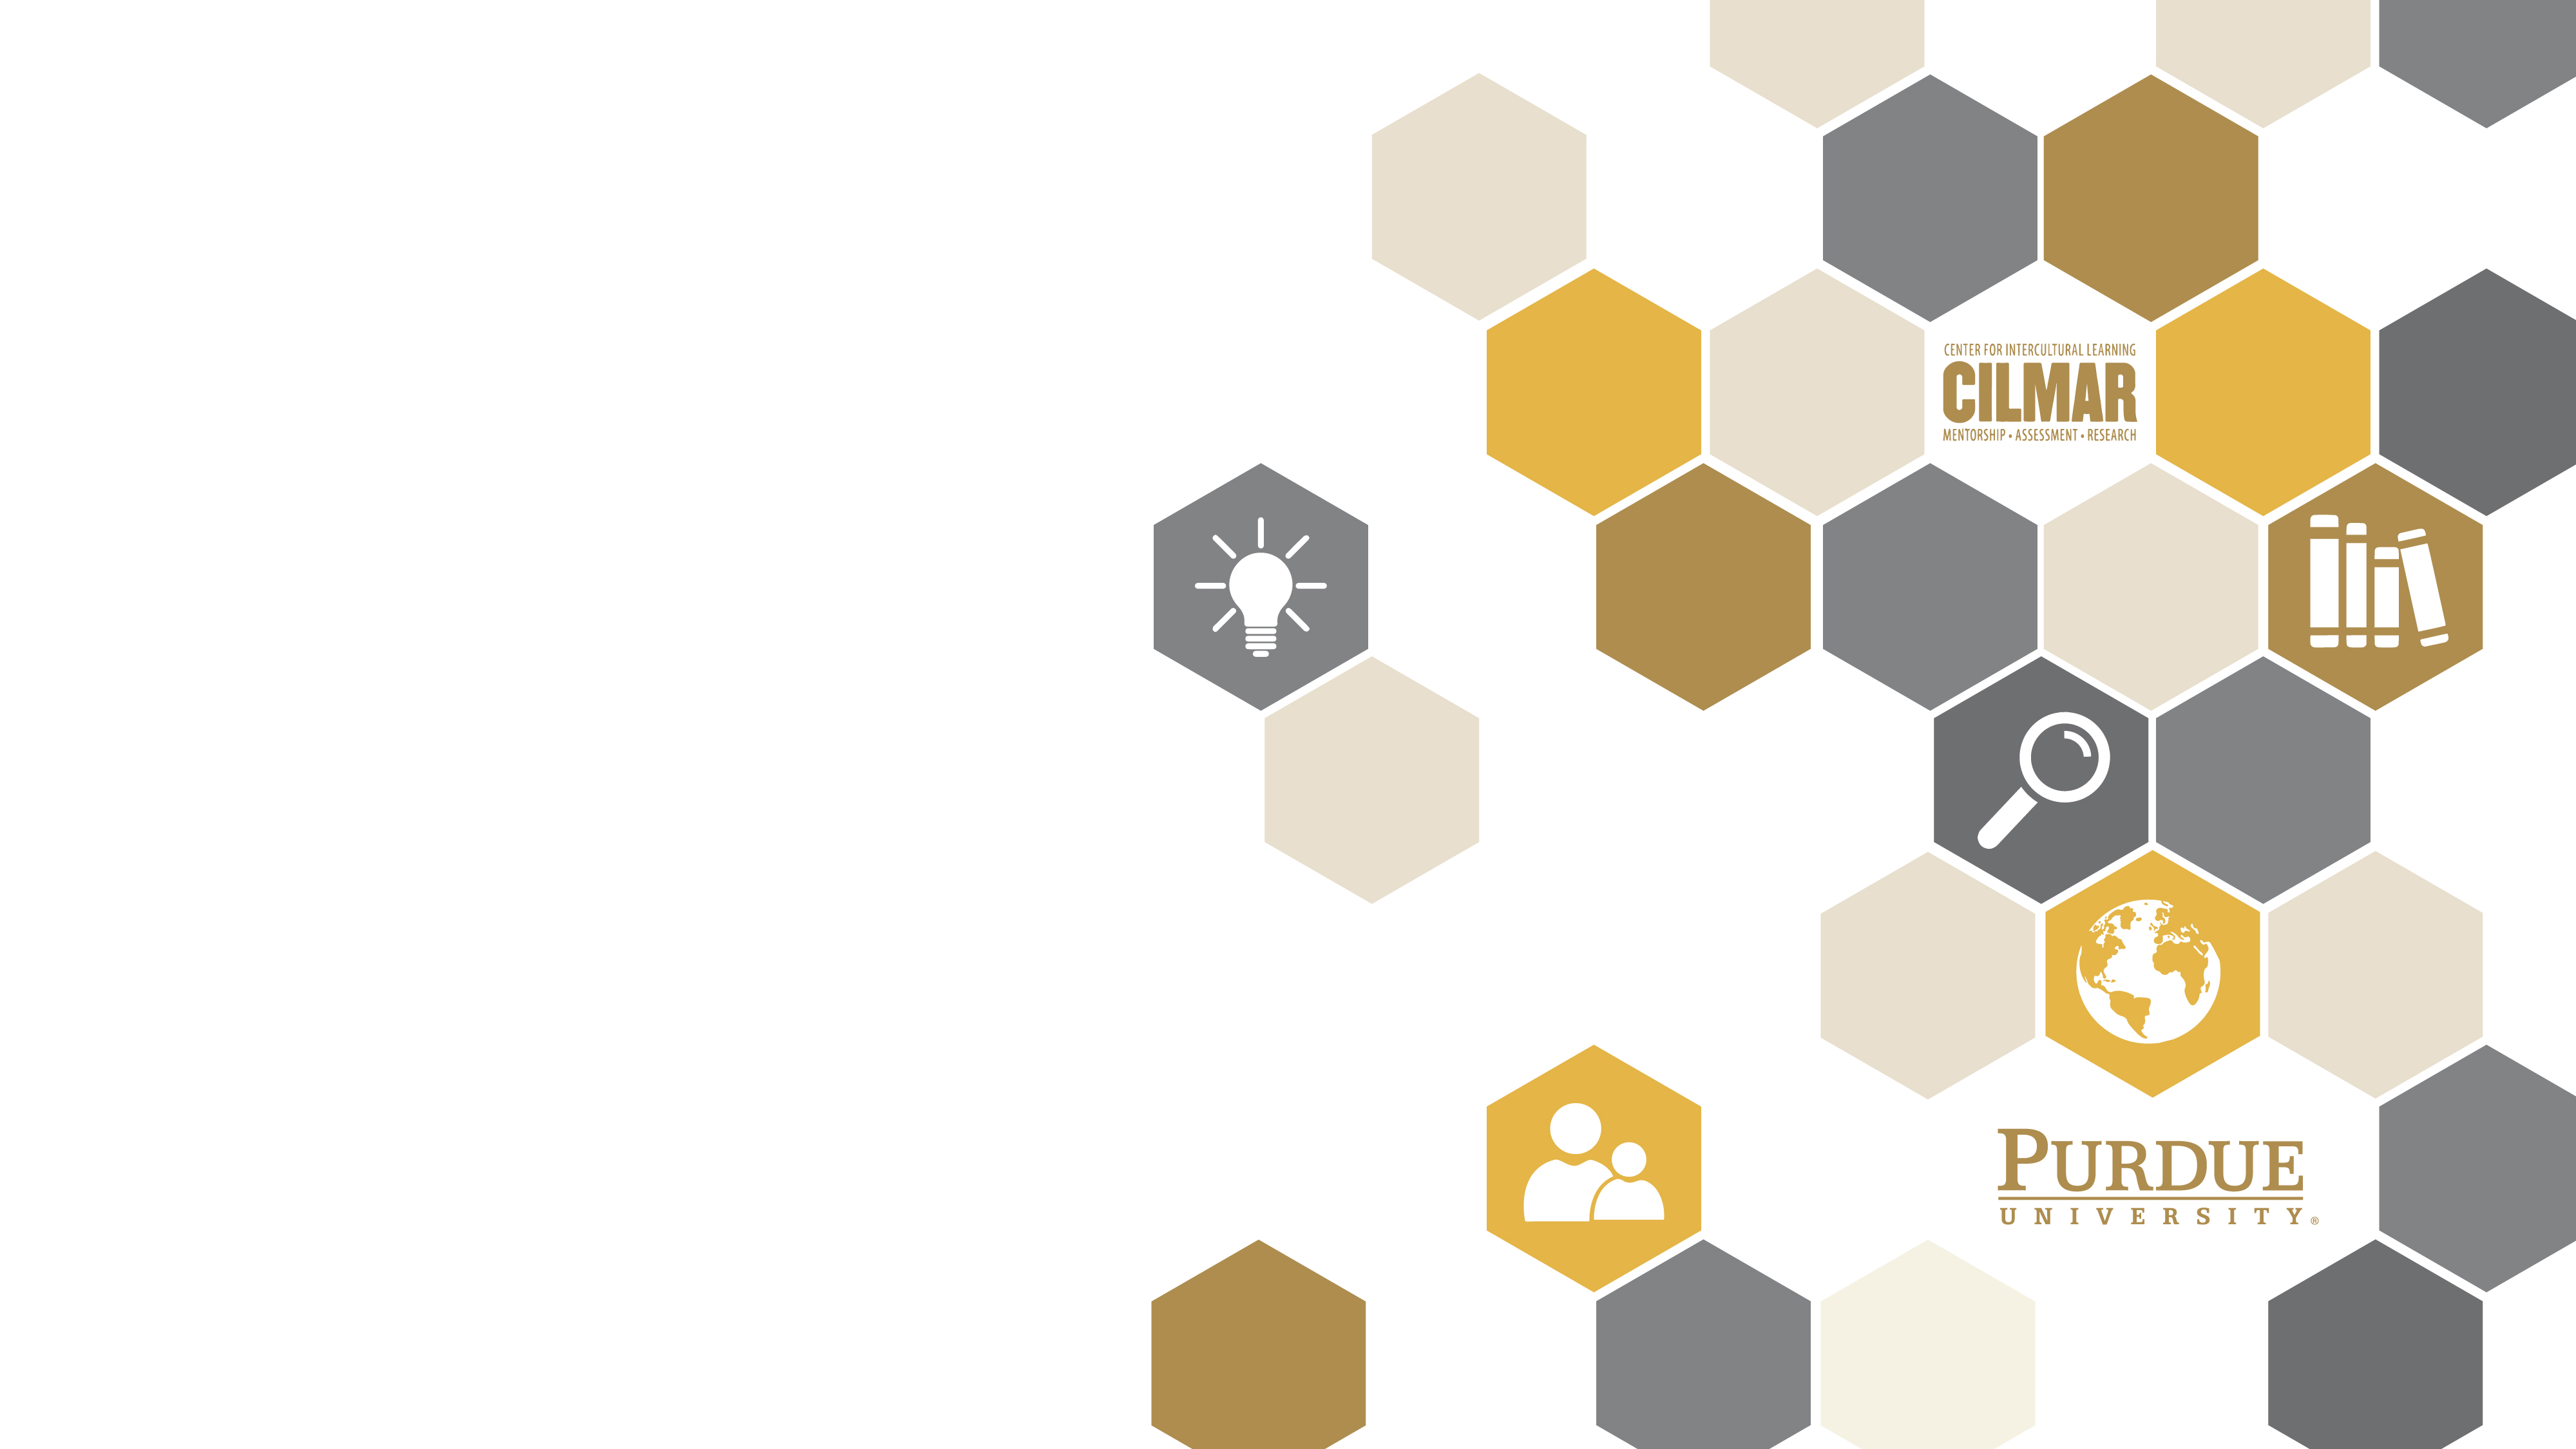 CENTER FOR INTERCULTURAL LEARNING
CILMAR
MENTORSHIP • ASSESSMENT • RESEARCH
PURDUE
UNIVERSITY®